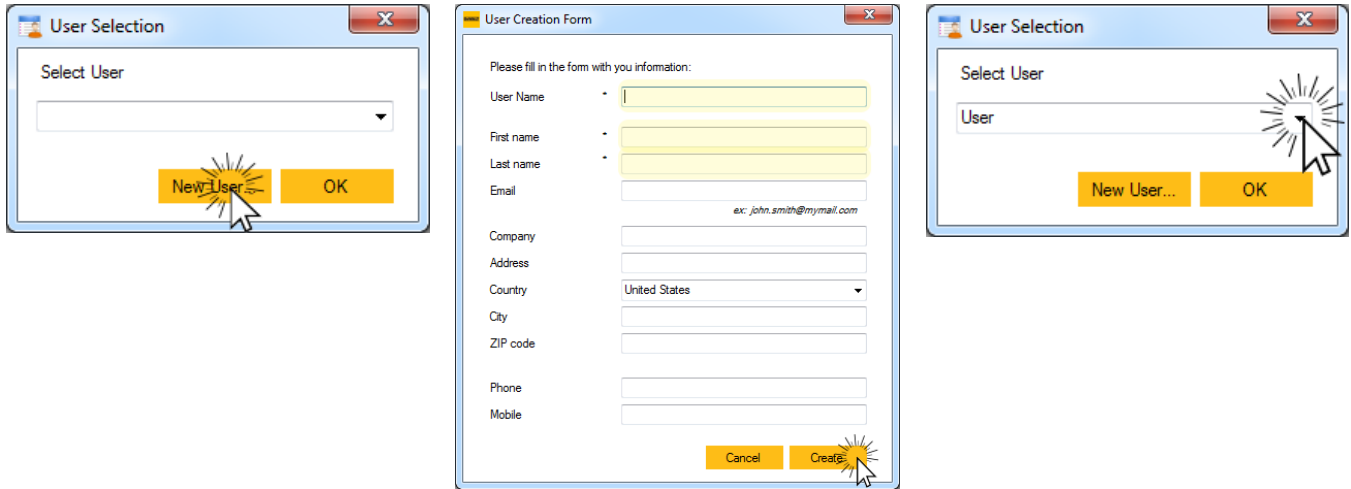 User Selection
Select User
New User...
OK
User Creation Form
Please fill in the form with you information:
User Name *
First name *
Last name *
Email
ex: john.smith@mymail.com
Company
Address
Country United States
City
ZIP code
Phone
Mobile
Cancel Create
User Selection
Select User
User
New User... OK